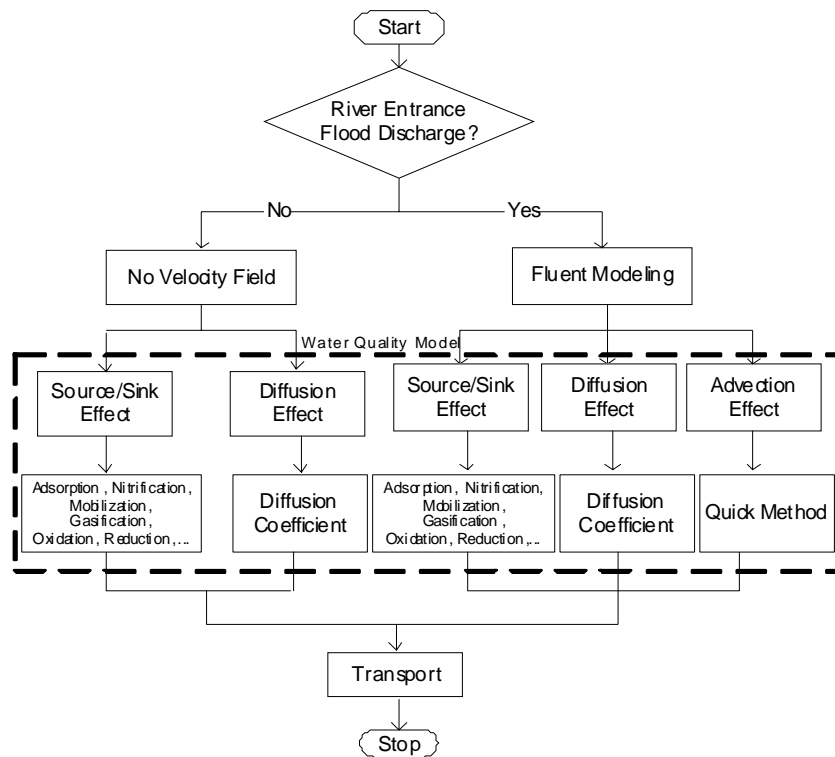 Start
River Entrance
Flood Discharge?
No
Yes
No Velocity Field
Fluent Modeling
Water Quality Model
Source/Sink
Effect
Diffusion
Effect
Source/Sink
Effect
Diffusion
Effect
Advection
Effect
Adsorption, Nitrification,
Mobilization,
Gasification,
Oxidation, Reduction,...
Diffusion
Coefficient
Adsorption, Nitrification,
Mobilization,
Gasification,
Oxidation, Reduction,...
Diffusion
Coefficient
Quick Method
Transport
Stop